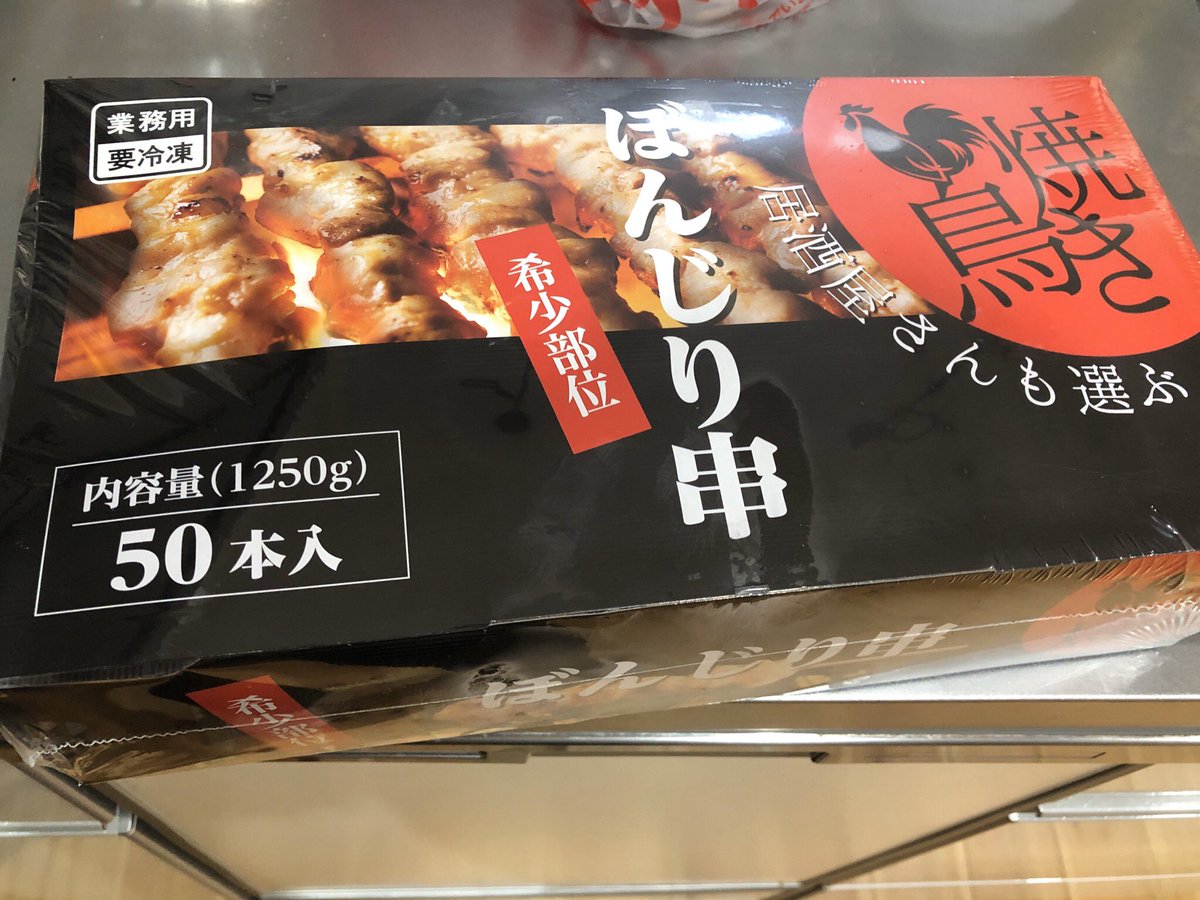 業務用
要冷凍
ぼんじり串
希少部位
焼き鳥
居酒屋さんも選ぶ
内容量(1250g)
50本入
ぼんじり串
希少部位